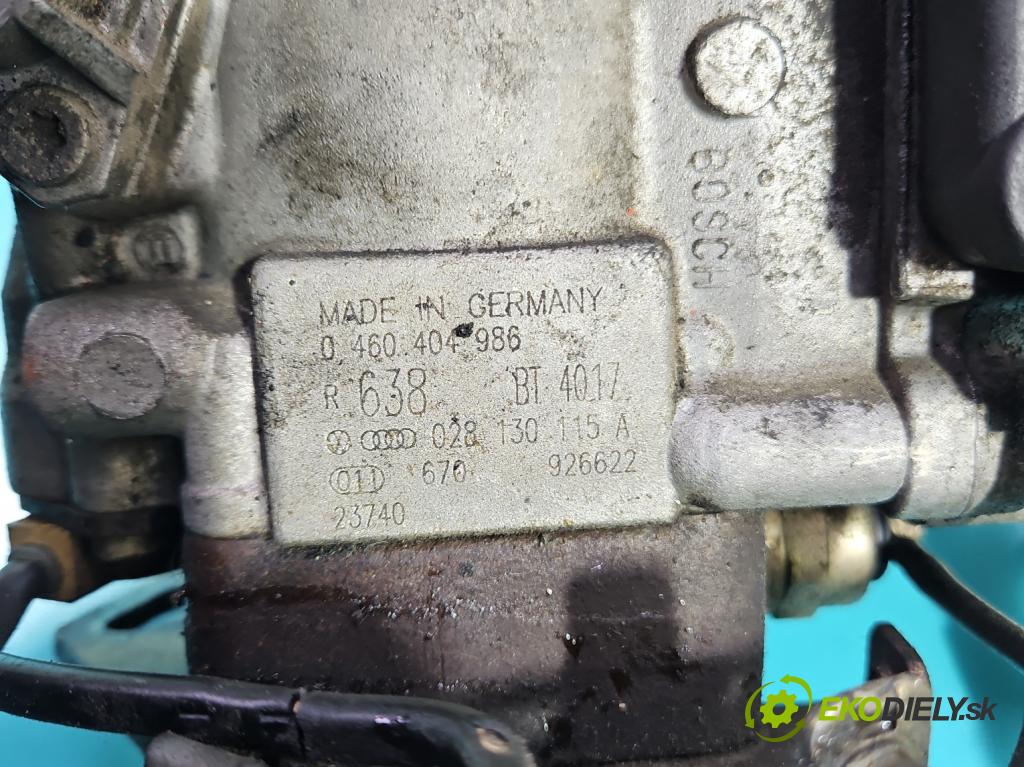 BOSCH
MADE IN GERMANY
0 460 404 986
R 638 BT 4017
028 130 115 A
011 670 926622
23740
EKODIELY.sk